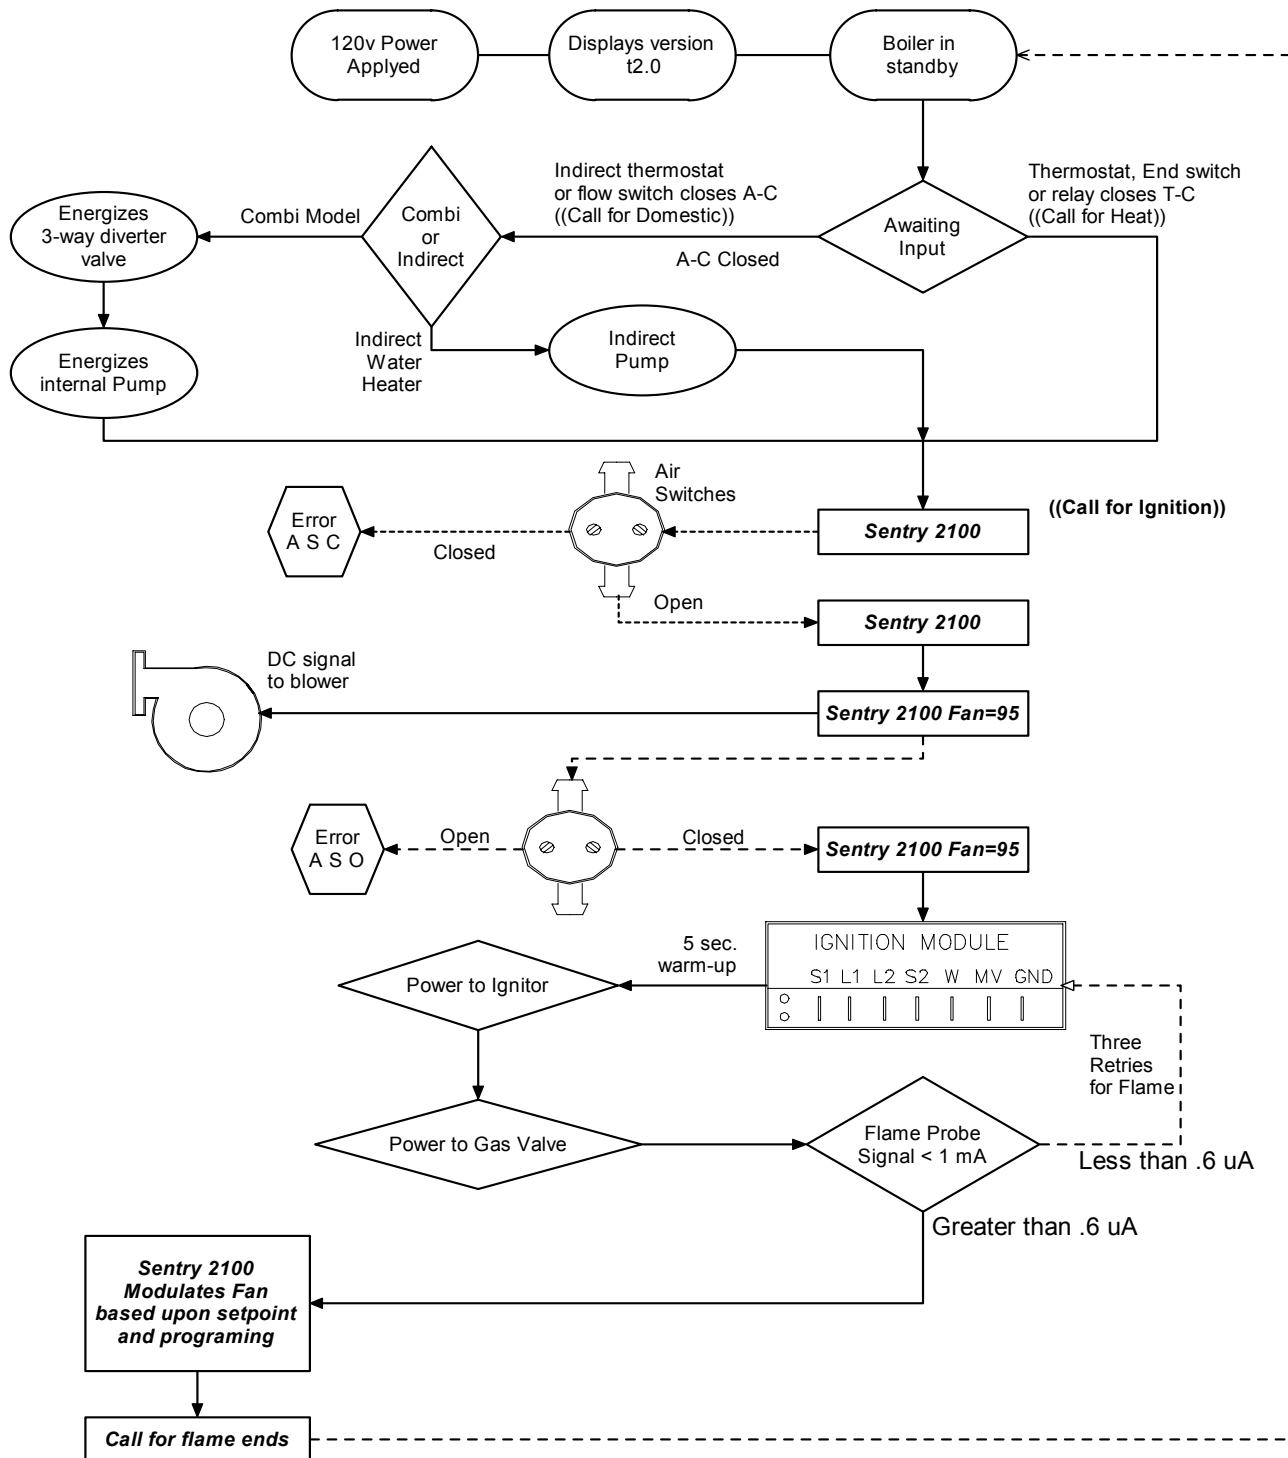 120v Power
Applyed
Displays version
t2.0
Boiler in
standby
Indirect thermostat
or flow switch closes A-C
((Call for Domestic))
Thermostat, End switch
or relay closes T-C
((Call for Heat))
Energizes
3-way diverter
valve
Combi Model
Combi
or
Indirect
A-C Closed
Awaiting
Input
Energizes
internal Pump
Indirect
Water
Heater
Indirect
Pump
Air
Switches
Error
A S C
Closed
Sentry 2100
((Call for Ignition))
Open
Sentry 2100
DC signal
to blower
Sentry 2100 Fan=95
Error
A S O
Open
Closed
Sentry 2100 Fan=95
5 sec.
warm-up
IGNITION MODULE
S1 L1 L2 S2 W MV GND
Power to Ignitor
Three
Retries
for Flame
Power to Gas Valve
Flame Probe
Signal < 1 mA
Less than .6 uA
Greater than .6 uA
Sentry 2100
Modulates Fan
based upon setpoint
and programing
Call for flame ends